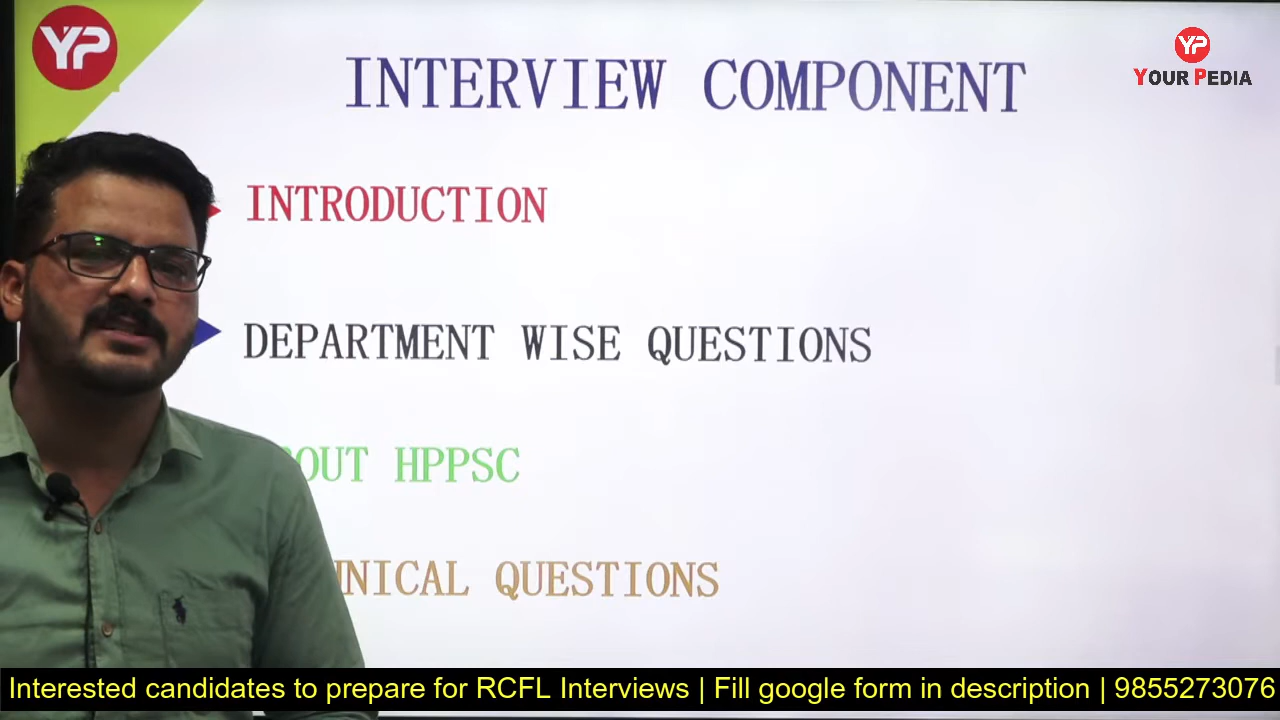 YP
YP
YOUR PEDIA
INTERVIEW COMPONENT
INTRODUCTION
DEPARTMENT WISE QUESTIONS
OUT HPPSC
NICAL QUESTIONS
Interested candidates to prepare for RCFL Interviews | Fill google form in description | 9855273076